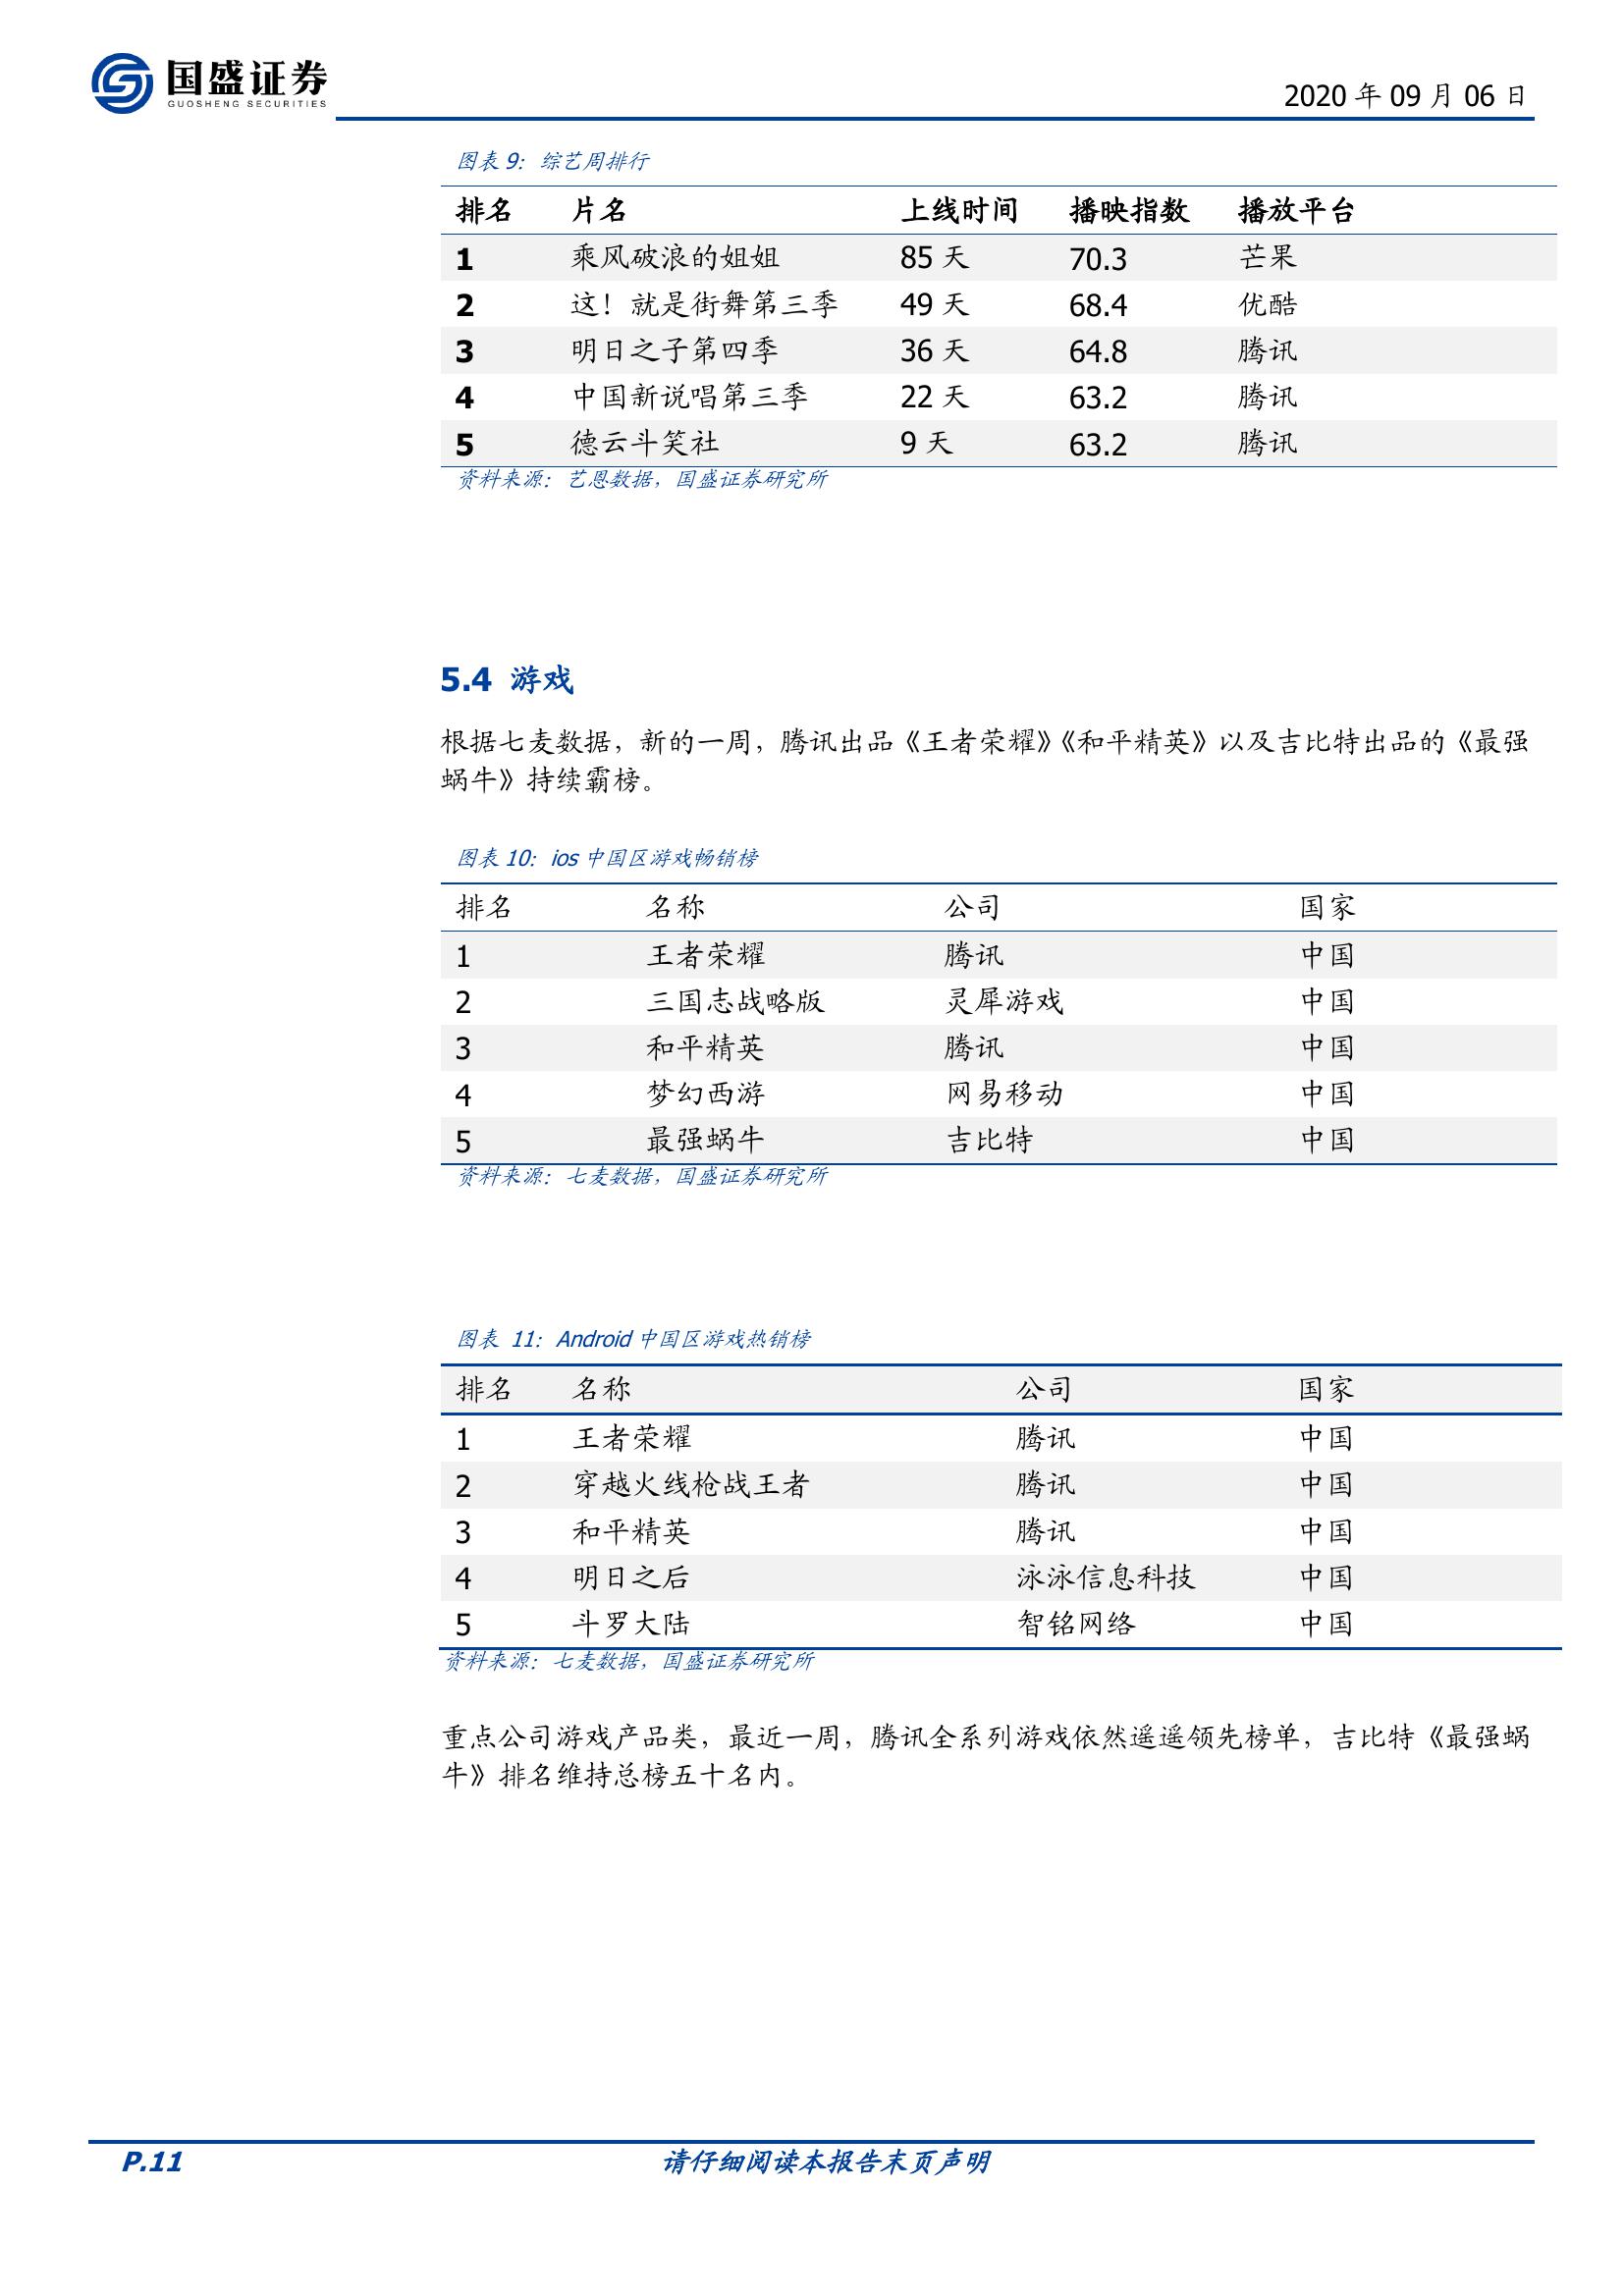 国盛证券
GUOSHENG SECURITIES
2020 年 09 月 06 日
图表 9：综艺周排行
排名 片名 上线时间 播映指数 播放平台
1 乘风破浪的姐姐 85 天 70.3 芒果
2 这！就是街舞第三季 49 天 68.4 优酷
3 明日之子第四季 36 天 64.8 腾讯
4 中国新说唱第三季 22 天 63.2 腾讯
5 德云斗笑社 9 天 63.2 腾讯
资料来源：艺恩数据，国盛证券研究所
5.4 游戏
根据七麦数据，新的一周，腾讯出品《王者荣耀》《和平精英》以及吉比特出品的《最强
蜗牛》持续霸榜。
图表 10：ios 中国区游戏畅销榜
排名 名称 公司 国家
1 王者荣耀 腾讯 中国
2 三国志战略版 灵犀游戏 中国
3 和平精英 腾讯 中国
4 梦幻西游 网易移动 中国
5 最强蜗牛 吉比特 中国
资料来源：七麦数据，国盛证券研究所
图表 11：Android 中国区游戏热销榜
排名 名称 公司 国家
1 王者荣耀 腾讯 中国
2 穿越火线枪战王者 腾讯 中国
3 和平精英 腾讯 中国
4 明日之后 泳泳信息科技 中国
5 斗罗大陆 智铭网络 中国
资料来源：七麦数据，国盛证券研究所
重点公司游戏产品类，最近一周，腾讯全系列游戏依然遥遥领先榜单，吉比特《最强蜗
牛》排名维持总榜五十名内。
P.11 请仔细阅读本报告末页声明